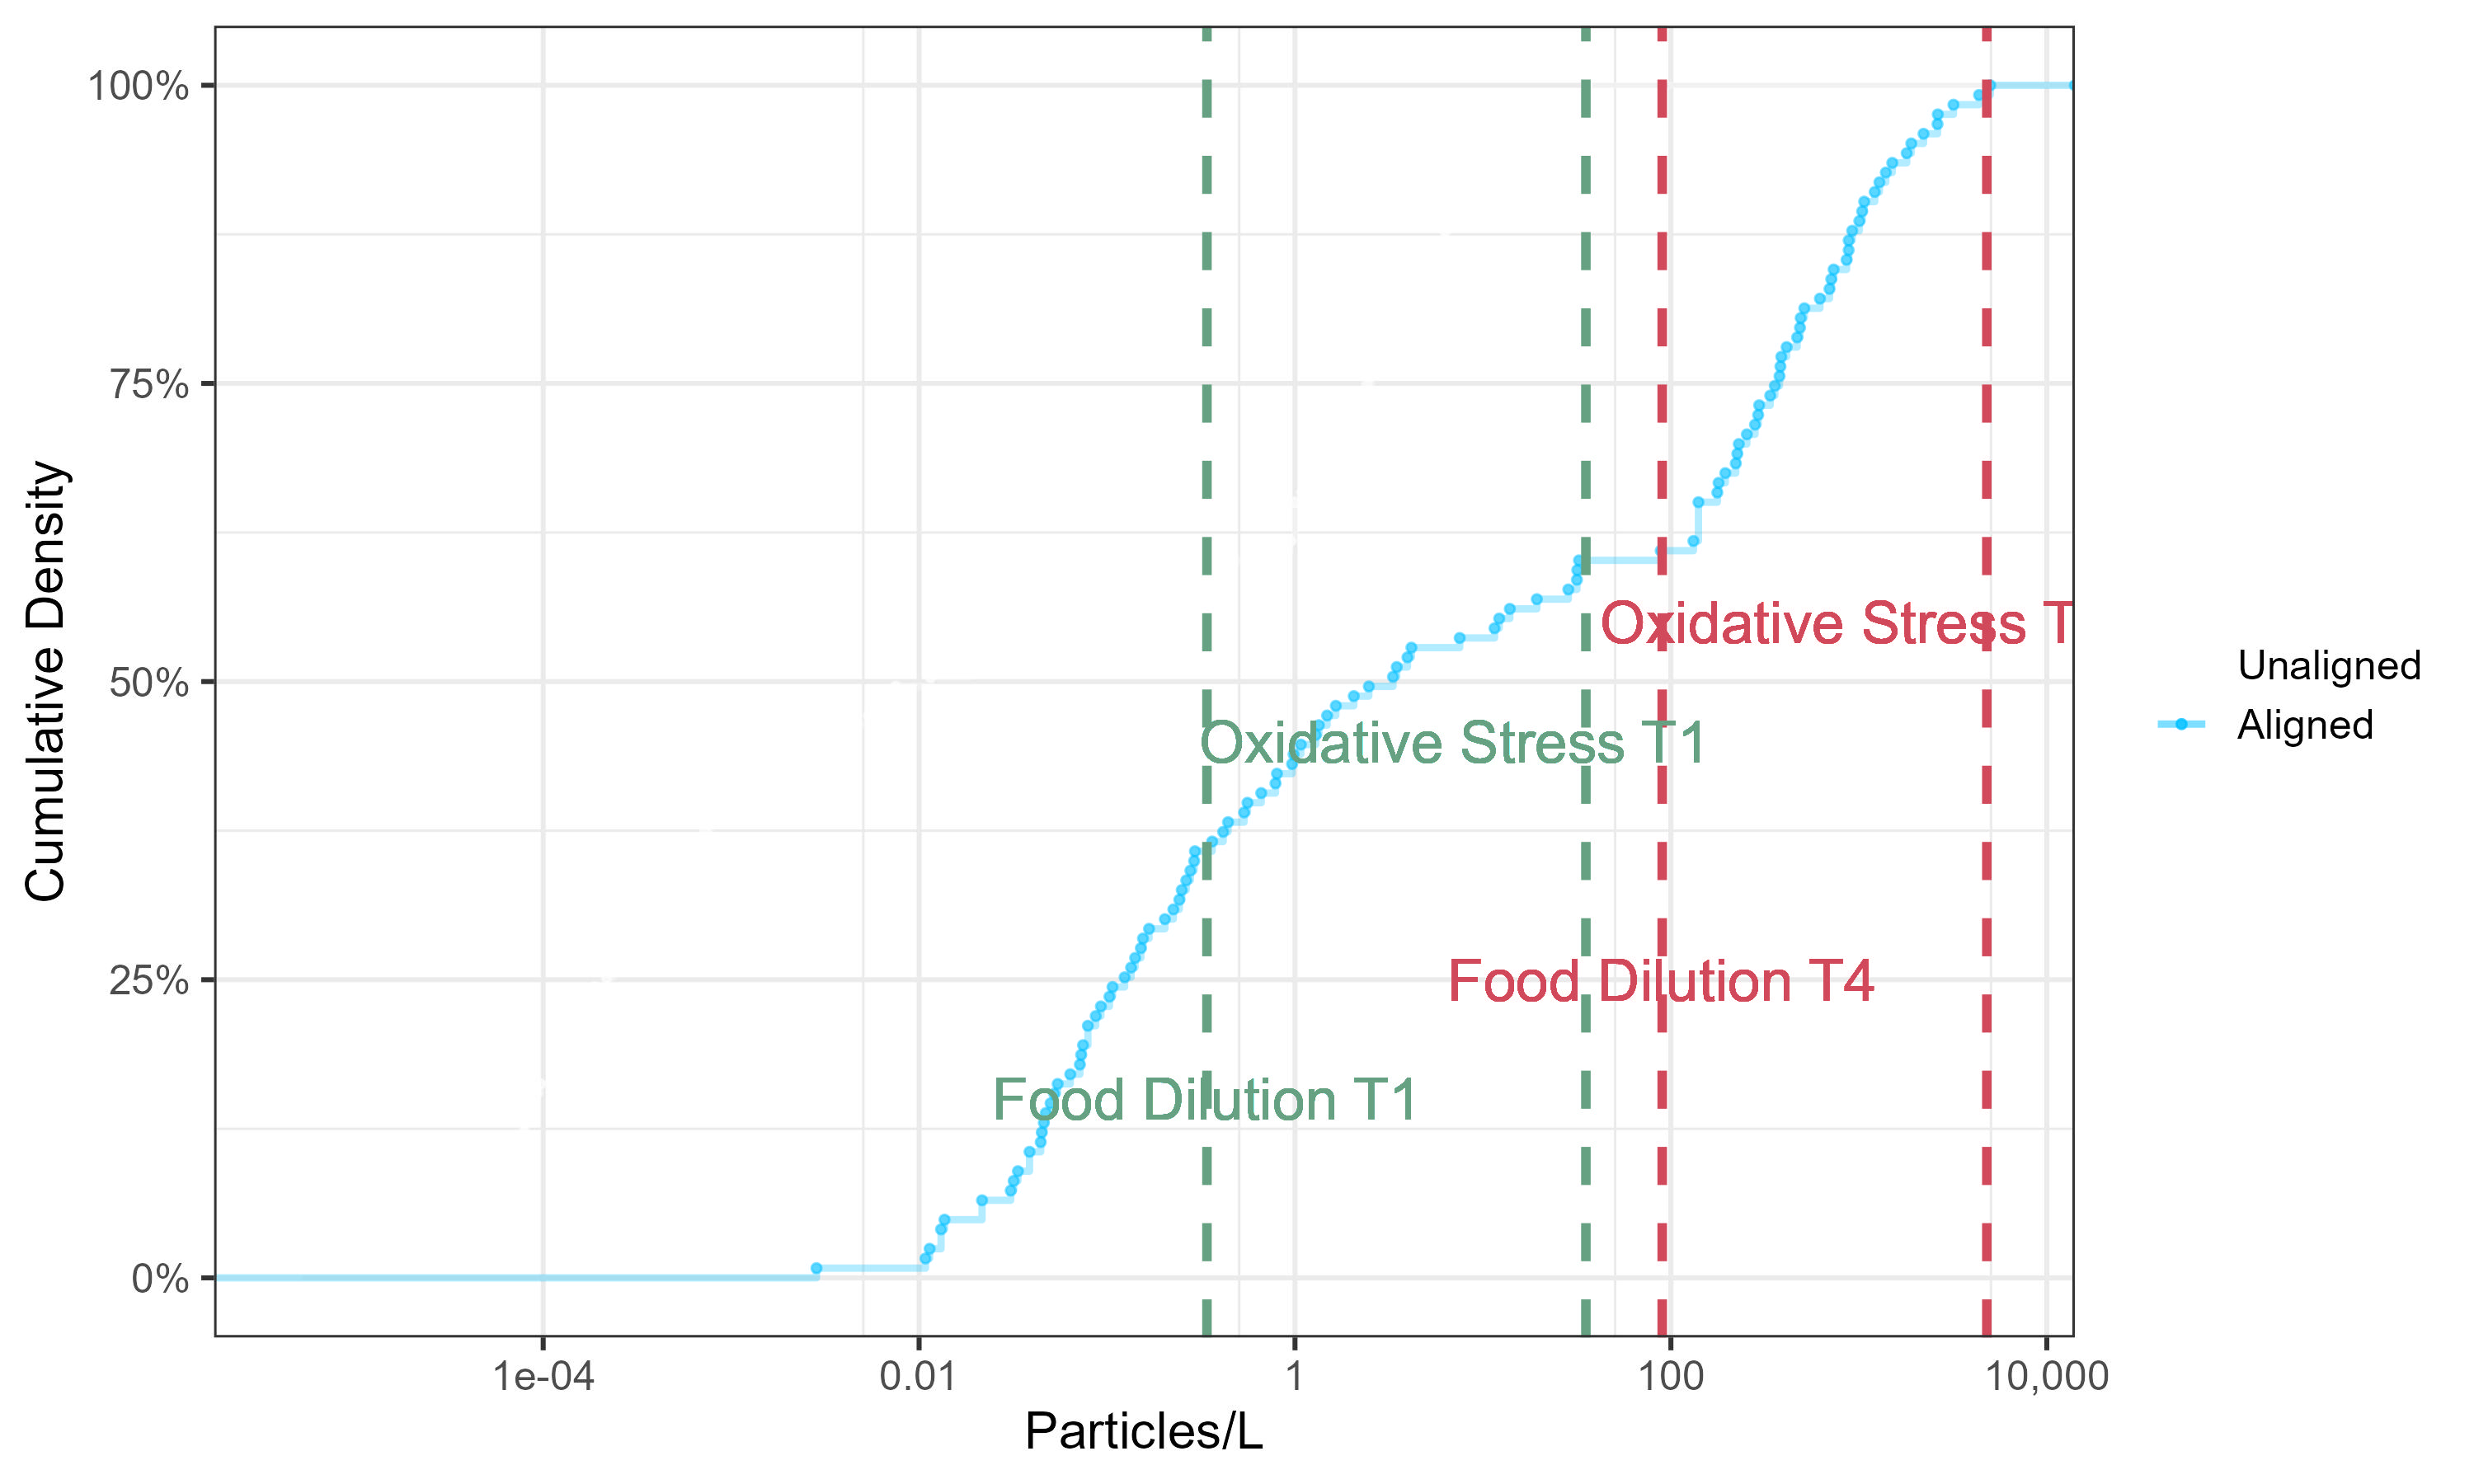 100%
75%
50%
25%
0%
Cumulative Density
Oxidative Stress T
Oxidative Stress T1
Food Dilution T4
Food Dilution T1
1e-04
0.01
1
100
10,000
Particles/L
Unaligned
Aligned